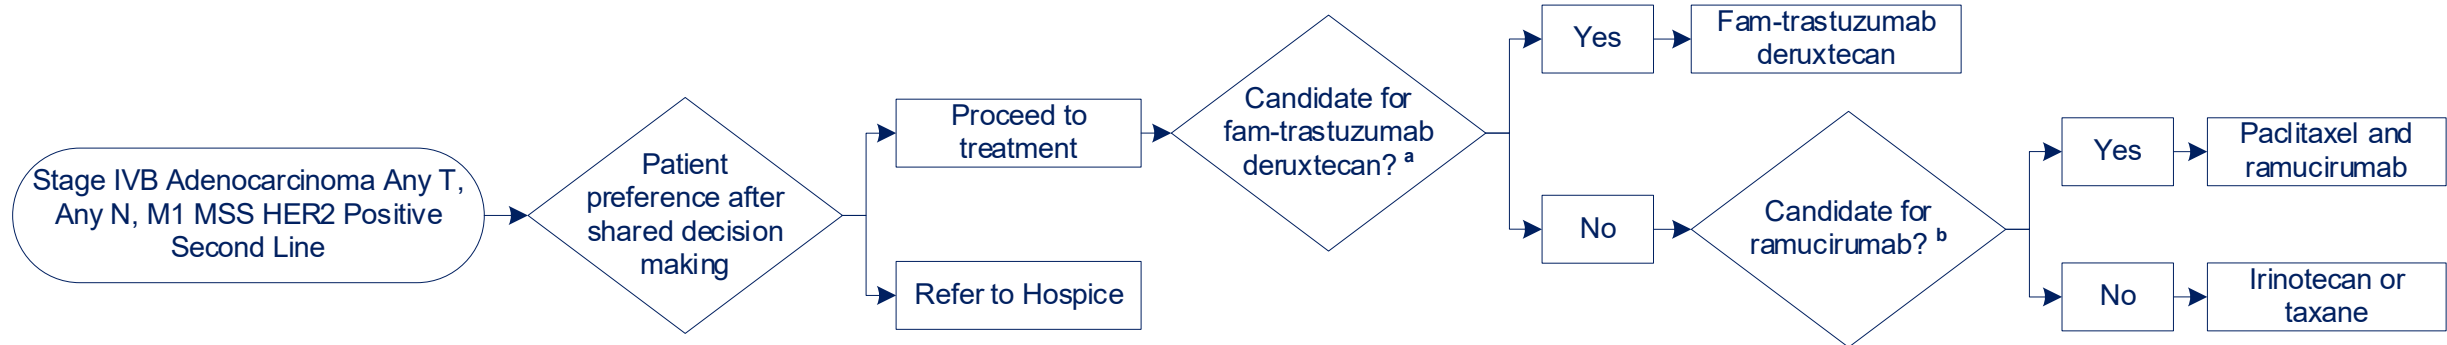 Stage IVB Adenocarcinoma Any T,
Any N, M1 MSS HER2 Positive
Second Line
Patient
preference after
shared decision
making
Proceed to
treatment
Refer to Hospice
Candidate for
fam-trastuzumab
deruxtecan? a
Yes
Fam-trastuzumab
deruxtecan
No
Candidate for
ramucirumab? b
Yes
Paclitaxel and
ramucirumab
No
Irinotecan or
taxane